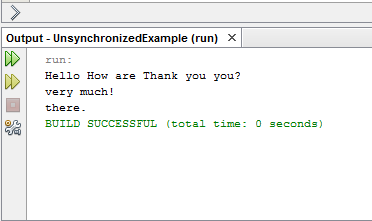 Output - UnsynchronizedExample (run) ×
run:
Hello How are Thank you you?
very much!
there.
BUILD SUCCESSFUL (total time: 0 seconds)